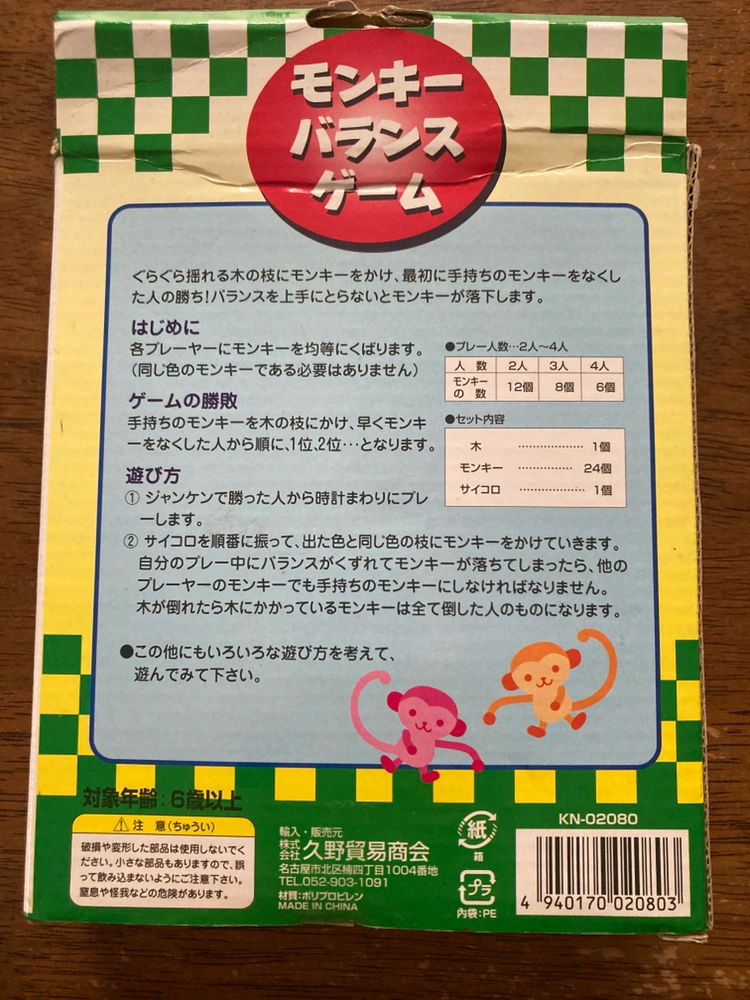 モンキー
バランス
ゲーム
ぐらぐら揺れる木の枝にモンキーをかけ、最初に手持ちのモンキーをなくし
た人の勝ち!バランスを上手にとらないとモンキーが落下します。
はじめに
各プレーヤーにモンキーを均等にくばります。
(同じ色のモンキーである必要はありません)
ゲームの勝敗
手持ちのモンキーを木の枝にかけ、早くモンキ
ーをなくした人から順に、1位、2位…となります。
●プレー人数…2人〜4人
人 数 2人 3人 4人
モンキー
の 数 12個 8個 6個
●セット内容
木 ……………… 1個
モンキー …………… 24個
サイコロ ……………… 1個
遊び方
① ジャンケンで勝った人から時計まわりにプレ
ーします。
② サイコロを順番に振って、出た色と同じ色の枝にモンキーをかけていきます。
自分のプレー中にバランスがくずれてモンキーが落ちてしまったら、他の
プレーヤーのモンキーでも手持ちのモンキーにしなければなりません。
木が倒れたら木にかかっているモンキーは全て倒した人のものになります。
●この他にもいろいろな遊び方を考えて、
遊んでみて下さい。
対象年齢:6歳以上
⚠注 意(ちゅうい)
破損や変形した部品は使用しないでく
ださい。小さな部品もありますので、誤
って飲み込まないようにご注意下さい。
窒息や怪我などの危険があります。
輸入・販売元
株式
会社 久野貿易商会
名古屋市北区楠四丁目1004番地
TEL.052-903-1091
材質:ポリプロピレン
MADE IN CHINA
紙
箱
プラ
内袋:PE
KN-02080
4 940170 020803